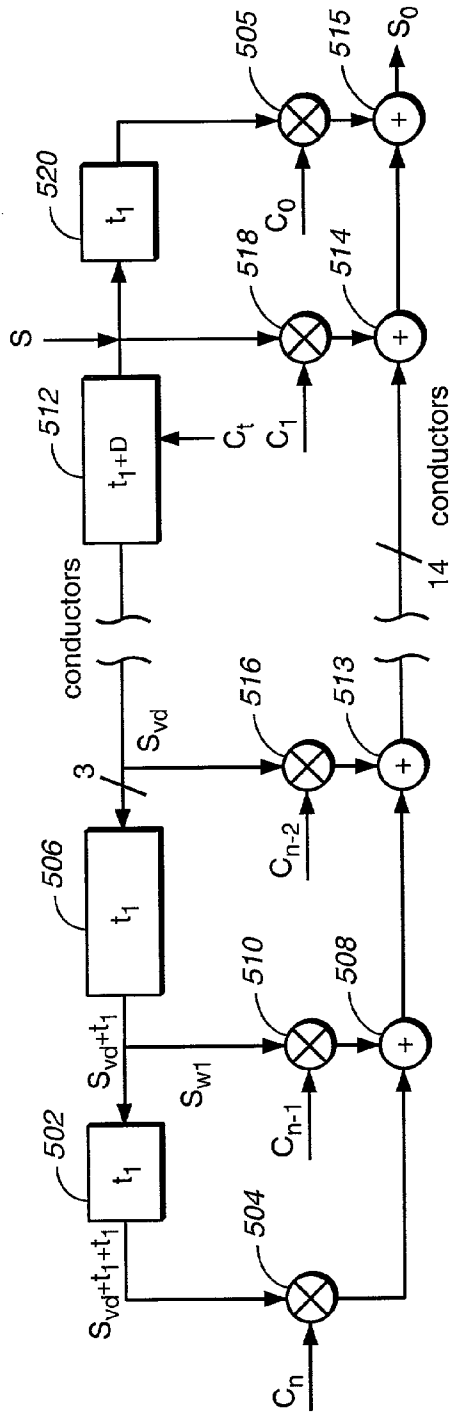 S
520
t1
512
t1+D
Ct
505
C0
518
C1
515
S0
514
conductors
Svd
3
506
t1
Svd+t1
502
t1
Svd+t1+t1
Sw1
516
Cn-2
513
14
conductors
510
Cn-1
508
504
Cn